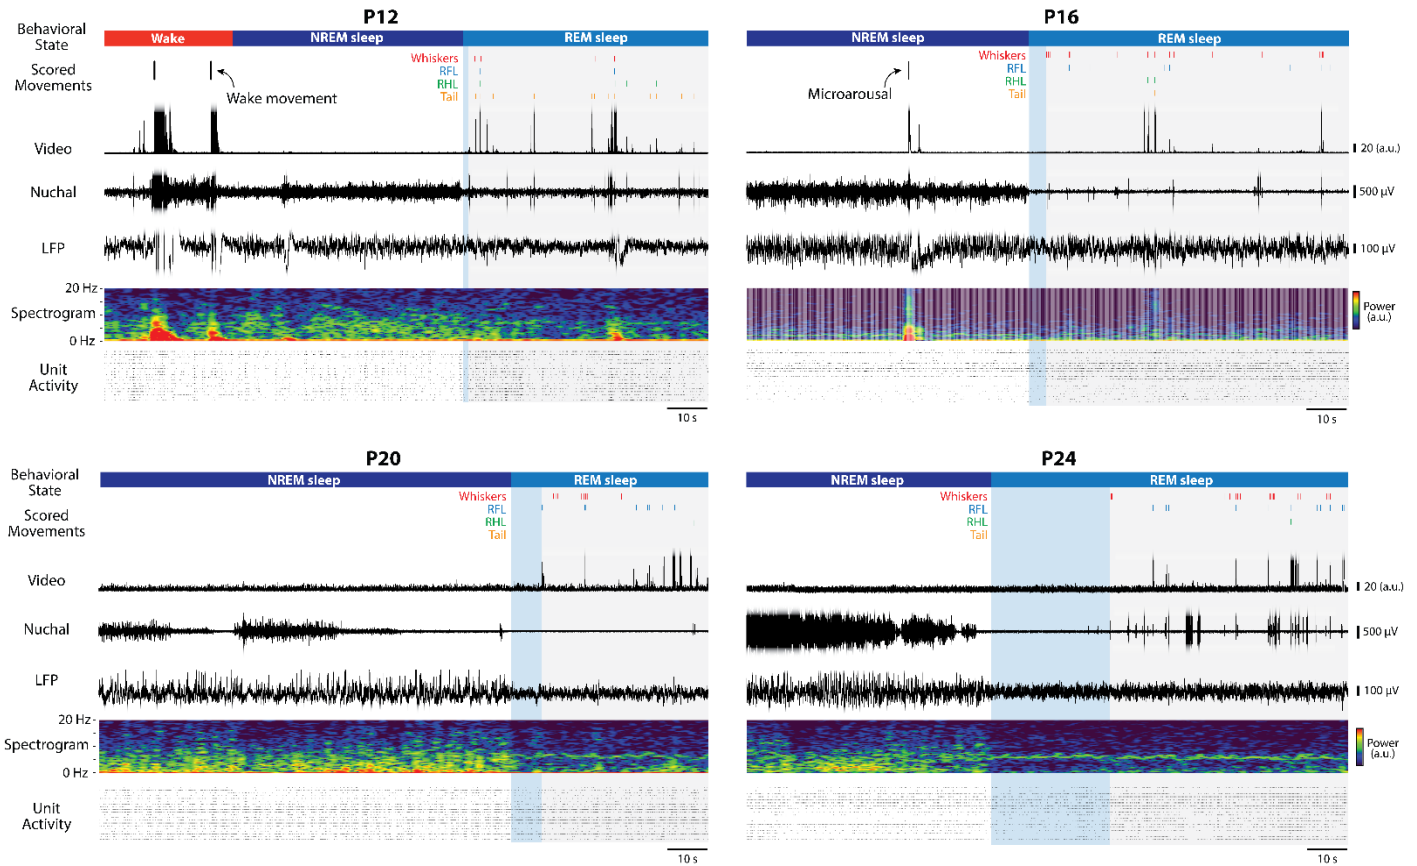 P12
P16
Behavioral
State
Wake
NREM sleep
REM sleep
NREM sleep
REM sleep
Scored
Movements
Whiskers
RFL
RHL
Tail
Wake movement
Whiskers
RFL
RHL
Tail
Microarousal
Video
20 (a.u.)
Nuchal
500 µV
LFP
100 µV
20 Hz
Spectrogram
0 Hz
Power
(a.u.)
Unit
Activity
10 s
10 s
P20
P24
Behavioral
State
NREM sleep
REM sleep
NREM sleep
REM sleep
Scored
Movements
Whiskers
RFL
RHL
Tail
Whiskers
RFL
RHL
Tail
Video
20 (a.u.)
Nuchal
500 µV
LFP
100 µV
20 Hz
Spectrogram
0 Hz
Power
(a.u.)
Unit
Activity
10 s
10 s